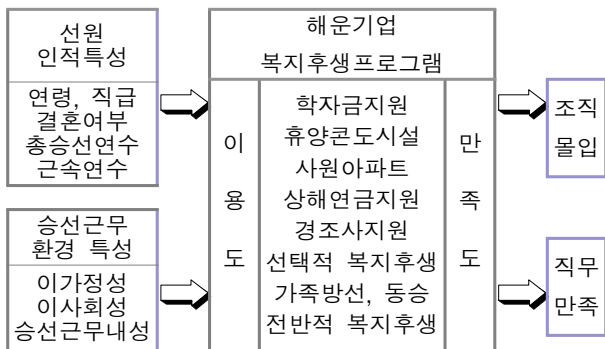 선원
인적특성
연령, 직급
결혼여부
총승선연수
근속연수
승선근무
환경 특성
이가정성
이사회성
승선근무내성
해운기업
복지후생프로그램
이
용
도
학자금지원
휴양콘도시설
사원아파트
상해연금지원
경조사지원
선택적 복지후생
가족방선, 동승
전반적 복지후생
만
족
도
조직
몰입
직무
만족